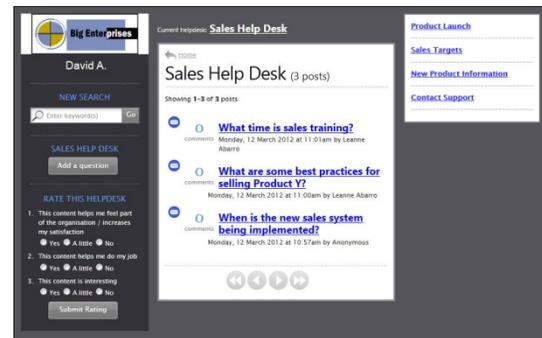 Big Enterprises
David A.
NEW SEARCH
Enter keyword(s) Go
SALES HELP DESK
Add a question
RATE THIS HELPDESK
1. This content helps me feel part
of the organisation / increases
my satisfaction
Yes A little No
2. This content helps me do my job
Yes A little No
3. This content is interesting
Yes A little No
Submit Rating
Current helpdesk: Sales Help Desk
Home
Sales Help Desk (3 posts)
Showing 1-3 of 3 posts
0 comments
What time is sales training?
Monday, 12 March 2012 at 11:01am by Leanne
Abarro
0 comments
What are some best practices for
selling Product Y?
Monday, 12 March 2012 at 11:00am by Leanne Abarro
0 comments
When is the new sales system
being implemented?
Monday, 12 March 2012 at 10:57am by Anonymous
Product Launch
Sales Targets
New Product Information
Contact Support